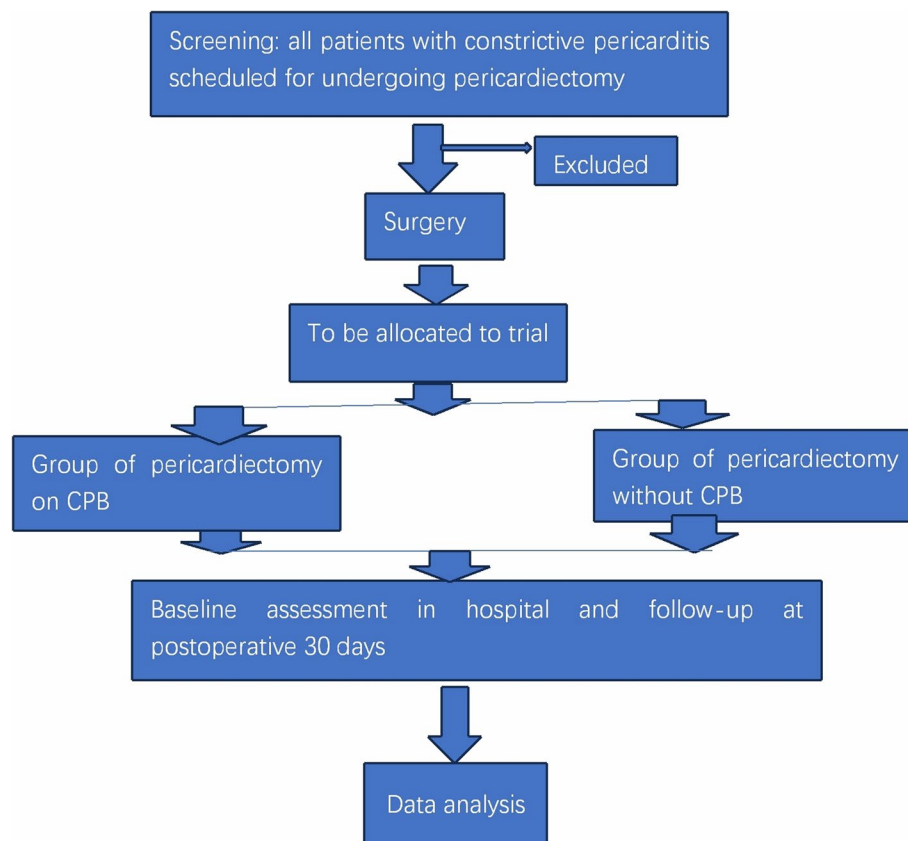 Screening: all patients with constrictive pericarditis
scheduled for undergoing pericardiectomy
Excluded
Surgery
To be allocated to trial
Group of pericardiectomy
on CPB
Group of pericardiectomy
without CPB
Baseline assessment in hospital and follow-up at
postoperative 30 days
Data analysis